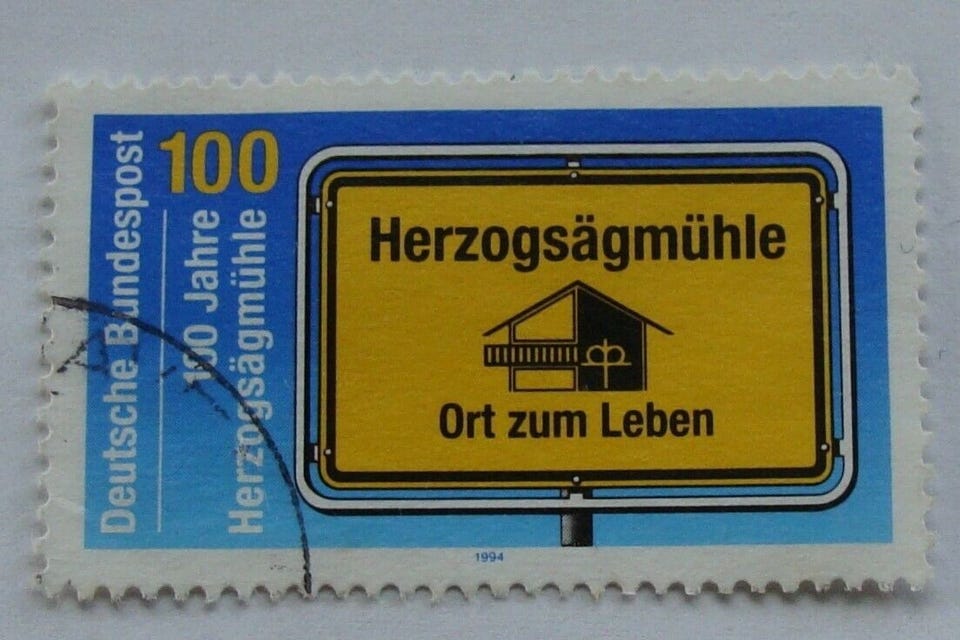 Deutsche Bundespost
100
100 Jahre
Herzogsägmühle
Herzogsägmühle
Ort zum Leben
1994